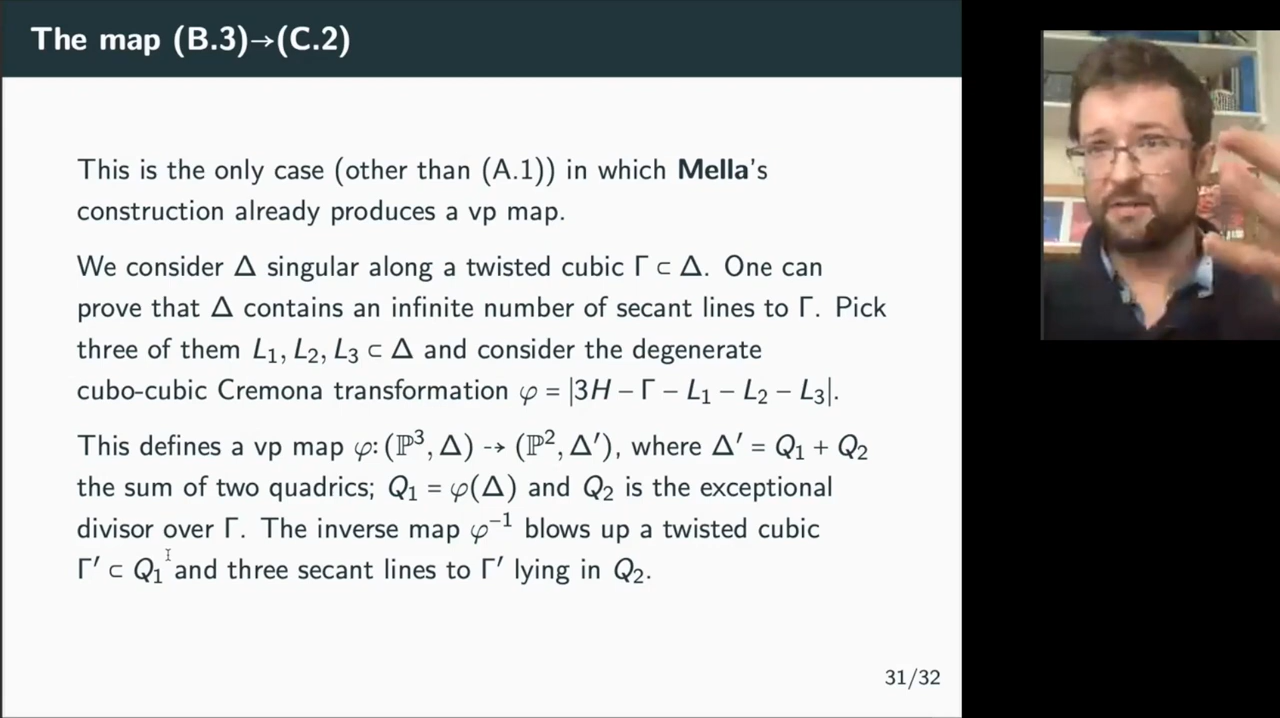 The map (B.3)→(C.2)
This is the only case (other than (A.1)) in which Mella's
construction already produces a vp map.
We consider Δ singular along a twisted cubic Γ ⊂ Δ. One can
prove that Δ contains an infinite number of secant lines to Γ. Pick
three of them L₁, L₂, L₃ ⊂ Δ and consider the degenerate
cubo-cubic Cremona transformation φ = |3H − Γ − L₁ − L₂ − L₃|.
This defines a vp map φ: (ℙ³, Δ) ⇢ (ℙ², Δ′), where Δ′ = Q₁ + Q₂
the sum of two quadrics; Q₁ = φ(Δ) and Q₂ is the exceptional
divisor over Γ. The inverse map φ⁻¹ blows up a twisted cubic
Γ′ ⊂ Q₁ and three secant lines to Γ′ lying in Q₂.
31/32